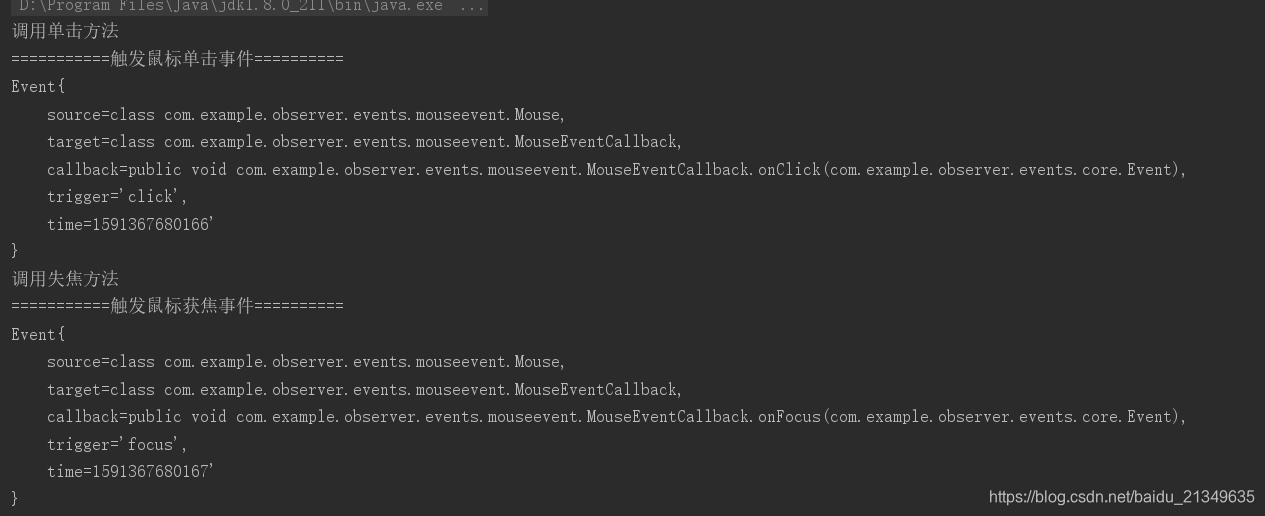 D:\Program Files\Java\jdk1.8.0_211\bin\java.exe ...
调用单击方法
===========触发鼠标单击事件==========
Event{
    source=class com.example.observer.events.mouseevent.Mouse,
    target=class com.example.observer.events.mouseevent.MouseEventCallback,
    callback=public void com.example.observer.events.mouseevent.MouseEventCallback.onClick(com.example.observer.events.core.Event),
    trigger='click',
    time=1591367680166'
}
调用失焦方法
===========触发鼠标获焦事件==========
Event{
    source=class com.example.observer.events.mouseevent.Mouse,
    target=class com.example.observer.events.mouseevent.MouseEventCallback,
    callback=public void com.example.observer.events.mouseevent.MouseEventCallback.onFocus(com.example.observer.events.core.Event),
    trigger='focus',
    time=1591367680167'
}
https://blog.csdn.net/baidu_21349635